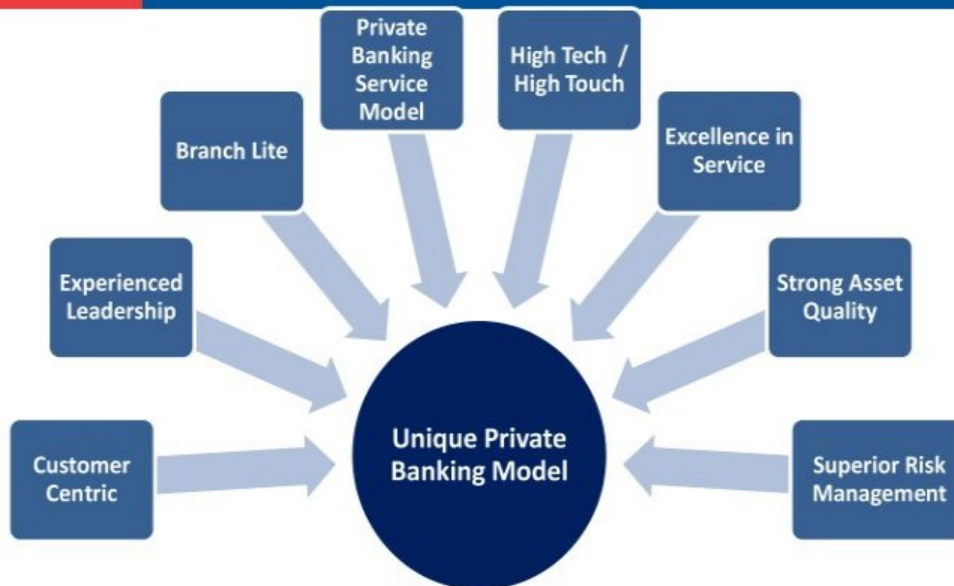 Private
Banking
Service
Model
High Tech /
High Touch
Branch Lite
Excellence in
Service
Experienced
Leadership
Strong Asset
Quality
Customer
Centric
Unique Private
Banking Model
Superior Risk
Management